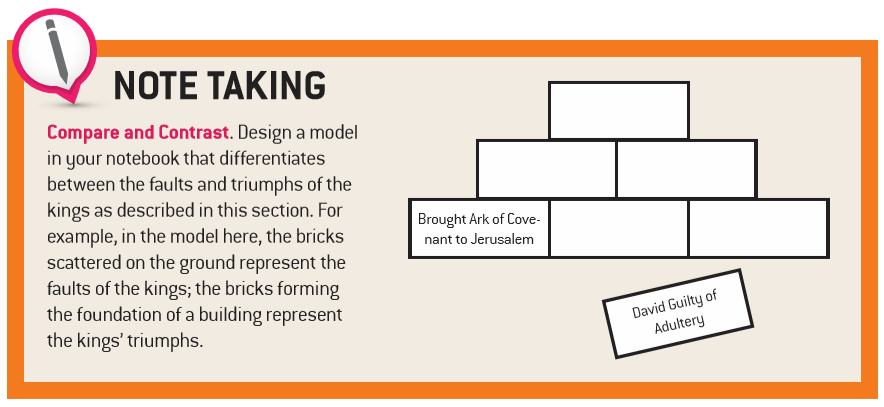 NOTE TAKING
Compare and Contrast. Design a model
in your notebook that differentiates
between the faults and triumphs of the
kings as described in this section. For
example, in the model here, the bricks
scattered on the ground represent the
faults of the kings; the bricks forming
the foundation of a building represent
the kings' triumphs.
Brought Ark of Cove-
nant to Jerusalem
David Guilty of
Adultery